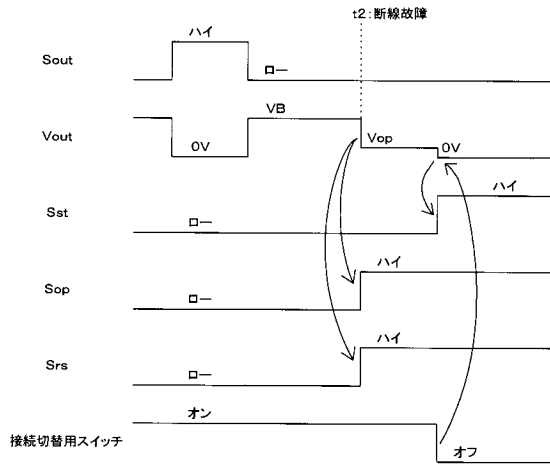 t2:断線故障
ハイ
Sout
ロー
VB
Vout
0V
Vop
0V
ハイ
Sst
ロー
ハイ
Sop
ロー
ハイ
Srs
ロー
オン
接続切替用スイッチ
オフ